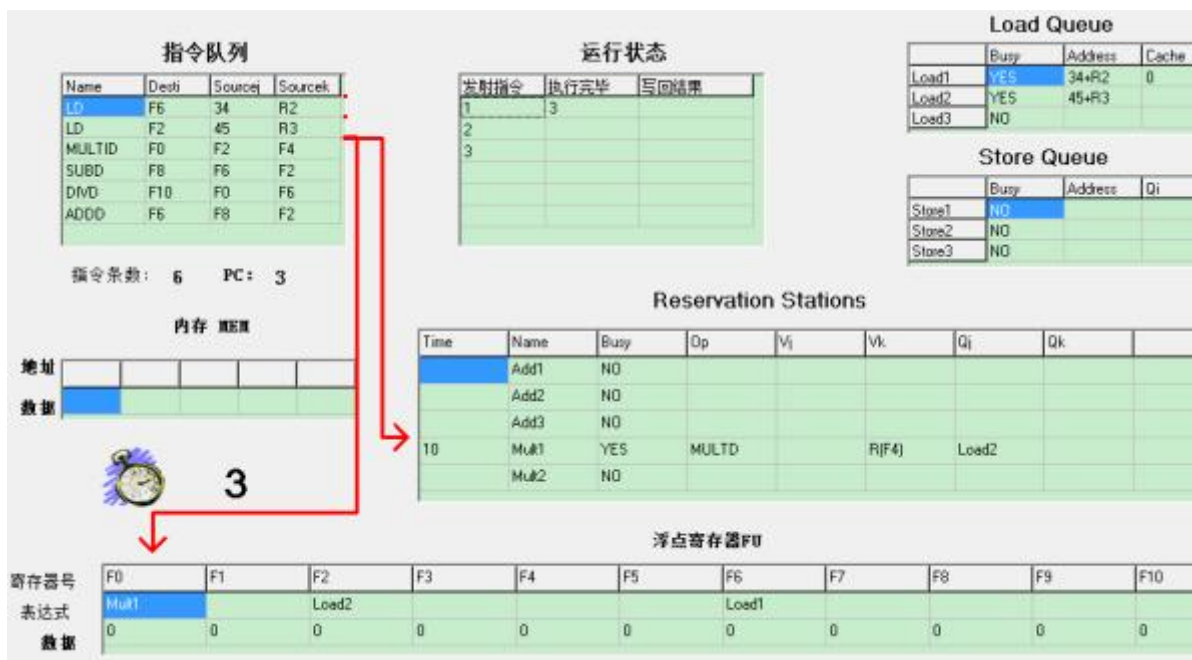 指令队列
Name Desti Sourcej Sourcek
LD F6 34 R2
LD F2 45 R3
MULTID F0 F2 F4
SUBD F8 F6 F2
DIVD F10 F0 F6
ADDD F6 F8 F2
指令条数: 6 PC: 3
运行状态
发射指令 执行完毕 写回结果
1 3
2
3
Load Queue
Busy Address Cache
Load1 YES 34+R2 0
Load2 YES 45+R3
Load3 NO
Store Queue
Busy Address Qi
Store1 NO
Store2 NO
Store3 NO
内存 MEM
地址
数据
3
Reservation Stations
Time Name Busy Op Vj Vk Qj Qk
Add1 NO
Add2 NO
Add3 NO
10 Mult1 YES MULTD R(F4) Load2
Mult2 NO
浮点寄存器FU
寄存器号 F0 F1 F2 F3 F4 F5 F6 F7 F8 F9 F10
表达式 Mult1 Load2 Load1
数据 0 0 0 0 0 0 0 0 0 0 0